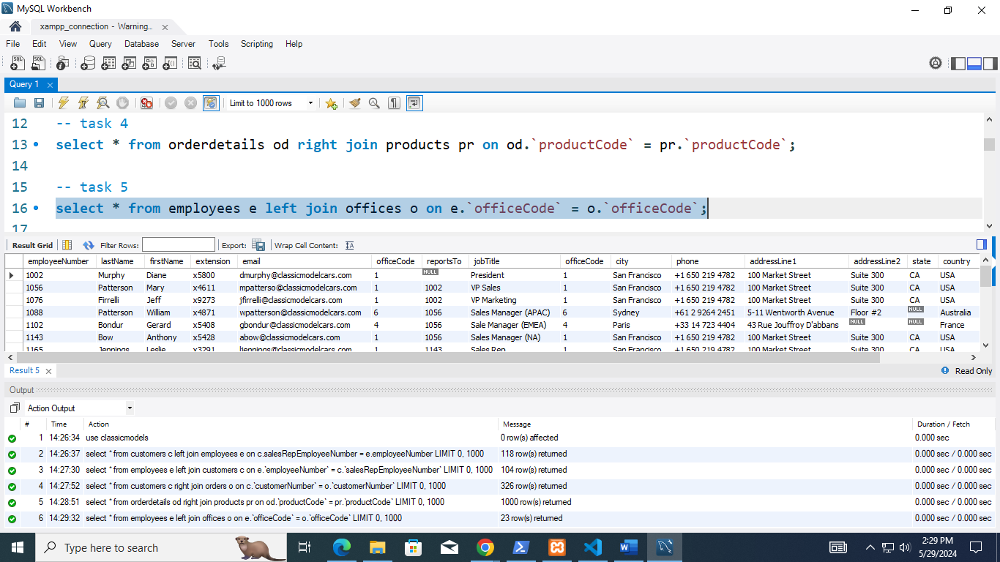 MySQL Workbench
xampp_connection - Warning...
File Edit View Query Database Server Tools Scripting Help
Query 1
Limit to 1000 rows
12 -- task 4
13 select * from orderdetails od right join products pr on od.`productCode` = pr.`productCode`;
14
15 -- task 5
16 select * from employees e left join offices o on e.`officeCode` = o.`officeCode`;
17
Result Grid Filter Rows: Export: Wrap Cell Content:
employeeNumber lastName firstName extension email officeCode reportsTo jobTitle officeCode city phone addressLine1 addressLine2 state country
1002 Murphy Diane x5800 dmurphy@classicmodelcars.com 1 NULL President 1 San Francisco +1 650 219 4782 100 Market Street Suite 300 CA USA
1056 Patterson Mary x4611 mpatterso@classicmodelcars.com 1 1002 VP Sales 1 San Francisco +1 650 219 4782 100 Market Street Suite 300 CA USA
1076 Firrelli Jeff x9273 jfirrelli@classicmodelcars.com 1 1002 VP Marketing 1 San Francisco +1 650 219 4782 100 Market Street Suite 300 CA USA
1088 Patterson William x4871 wpatterson@classicmodelcars.com 6 1056 Sales Manager (APAC) 6 Sydney +61 2 9264 2451 5-11 Wentworth Avenue Floor #2 NULL Australia
1102 Bondur Gerard x5408 gbondur@classicmodelcars.com 4 1056 Sale Manager (EMEA) 4 Paris +33 14 723 4404 43 Rue Jouffroy D'abbans NULL NULL France
1143 Bow Anthony x5428 abow@classicmodelcars.com 1 1056 Sales Manager (NA) 1 San Francisco +1 650 219 4782 100 Market Street Suite 300 CA USA
1165 Jennings Leslie x3291 ljennings@classicmodelcars.com 1 1143 Sales Rep 1 San Francisco +1 650 219 4782 100 Market Street Suite 300 CA USA
Result 5 Read Only
Output
Action Output
# Time Action Message Duration / Fetch
1 14:26:34 use classicmodels 0 row(s) affected 0.000 sec
2 14:26:37 select * from customers c left join employees e on c.salesRepEmployeeNumber = e.employeeNumber LIMIT 0, 1000 118 row(s) returned 0.000 sec / 0.000 sec
3 14:27:30 select * from employees e left join customers c on e.`employeeNumber` = c.`salesRepEmployeeNumber` LIMIT 0, 1000 104 row(s) returned 0.000 sec / 0.000 sec
4 14:27:52 select * from customers c right join orders o on c.`customerNumber` = o.`customerNumber` LIMIT 0, 1000 326 row(s) returned 0.000 sec / 0.000 sec
5 14:28:51 select * from orderdetails od right join products pr on od.`productCode` = pr.`productCode` LIMIT 0, 1000 1000 row(s) returned 0.000 sec / 0.000 sec
6 14:29:32 select * from employees e left join offices o on e.`officeCode` = o.`officeCode` LIMIT 0, 1000 23 row(s) returned 0.000 sec / 0.000 sec
Type here to search
2:29 PM
5/29/2024